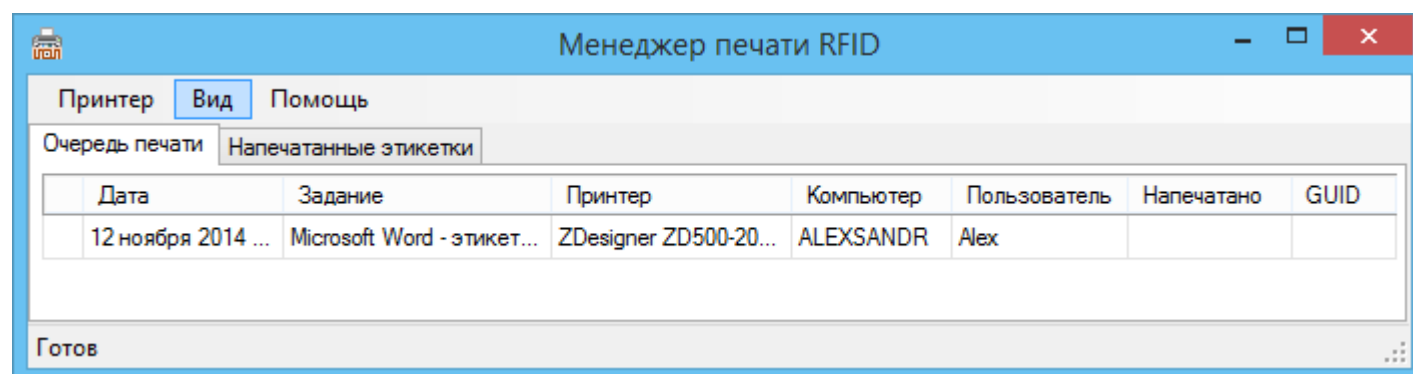 Менеджер печати RFID
Принтер Вид Помощь
Очередь печати Напечатанные этикетки
Дата Задание Принтер Компьютер Пользователь Напечатано GUID
12 ноября 2014 ... Microsoft Word - этикет... ZDesigner ZD500-20... ALEXSANDR Alex
Готов